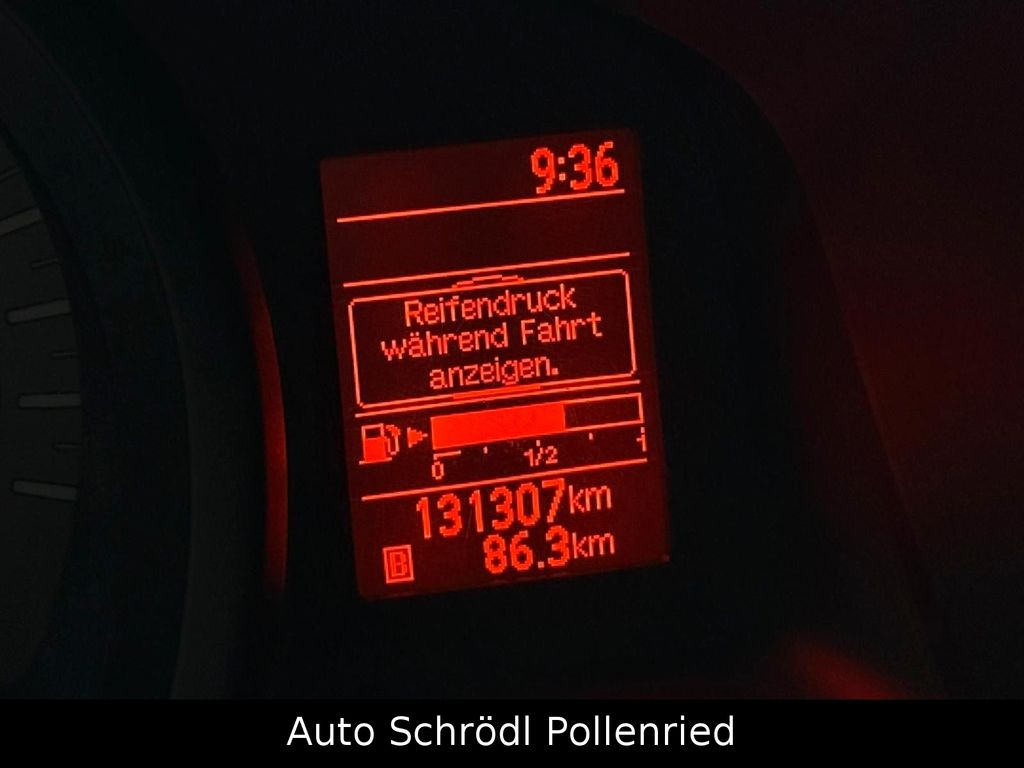 9:36
Reifendruck
während Fahrt
anzeigen.
0 1/2 1
131307km
B 86.3km
Auto Schrödl Pollenried